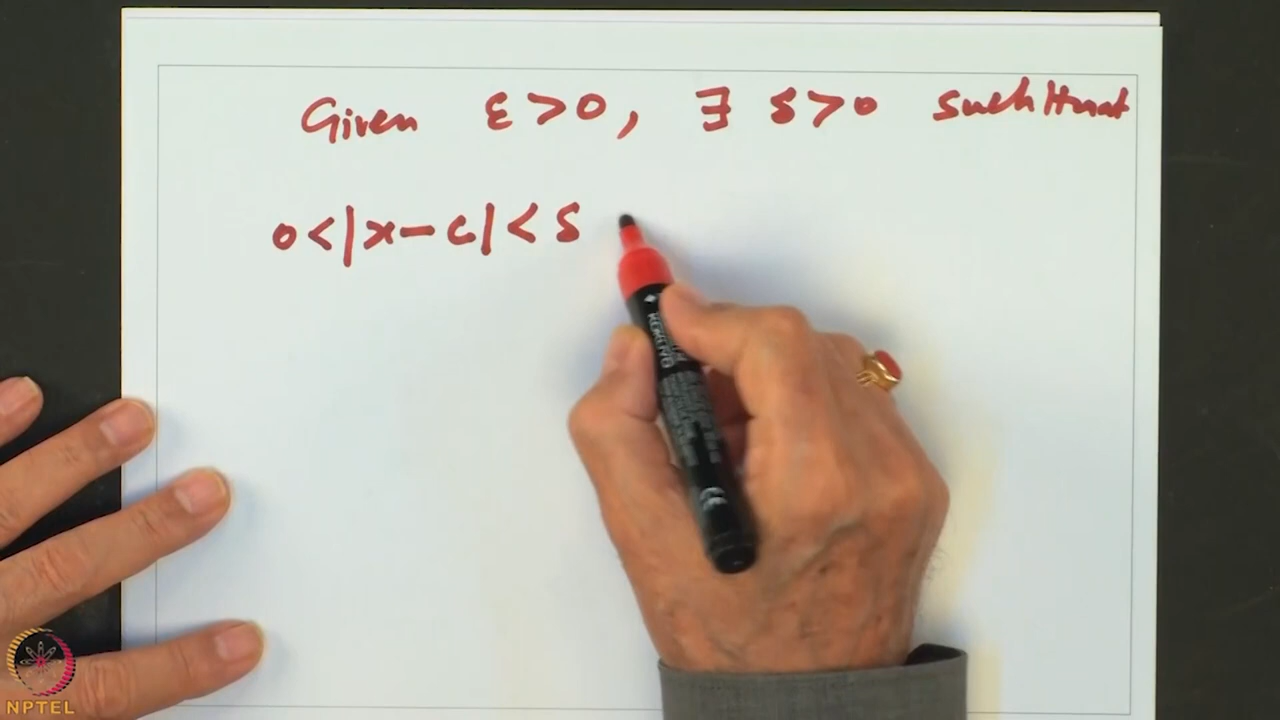 Given ε > 0, ∃ δ > 0 such that
0 < |x - c| < δ
NPTEL